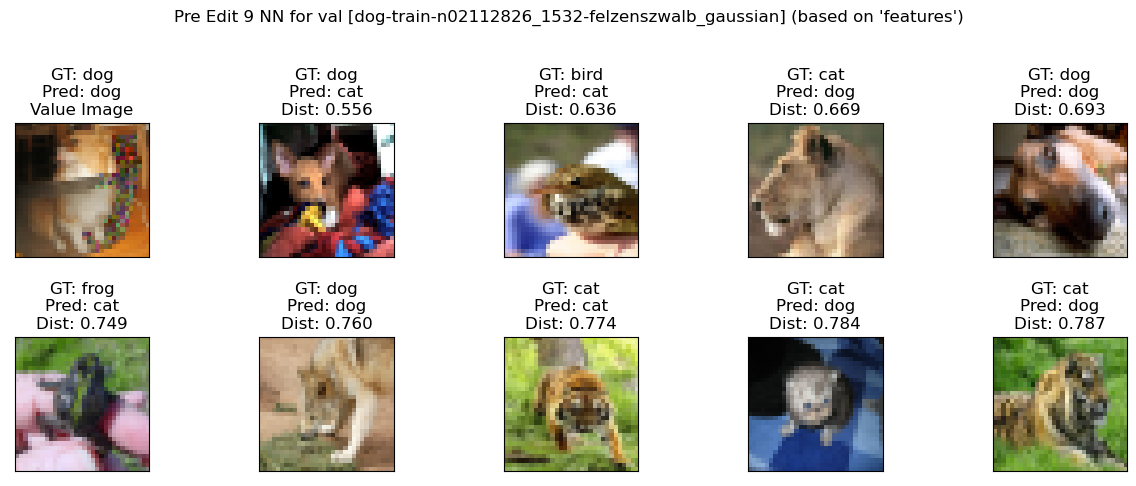 Pre Edit 9 NN for val [dog-train-n02112826_1532-felzenszwalb_gaussian] (based on 'features')
GT: dog
Pred: dog
Value Image
GT: dog
Pred: cat
Dist: 0.556
GT: bird
Pred: cat
Dist: 0.636
GT: cat
Pred: dog
Dist: 0.669
GT: dog
Pred: dog
Dist: 0.693
GT: frog
Pred: cat
Dist: 0.749
GT: dog
Pred: dog
Dist: 0.760
GT: cat
Pred: cat
Dist: 0.774
GT: cat
Pred: dog
Dist: 0.784
GT: cat
Pred: dog
Dist: 0.787